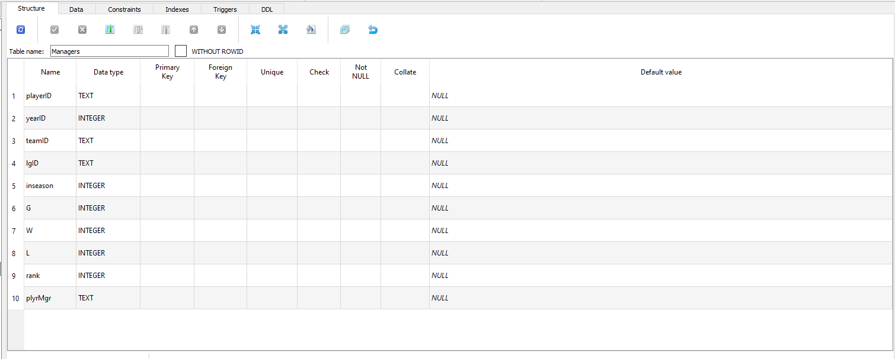 Structure Data Constraints Indexes Triggers DDL
Table name: Managers WITHOUT ROWID
Name Data type Primary Key Foreign Key Unique Check Not NULL Collate Default value
1 playerID TEXT NULL
2 yearID INTEGER NULL
3 teamID TEXT NULL
4 lgID TEXT NULL
5 inseason INTEGER NULL
6 G INTEGER NULL
7 W INTEGER NULL
8 L INTEGER NULL
9 rank INTEGER NULL
10 plyrMgr TEXT NULL